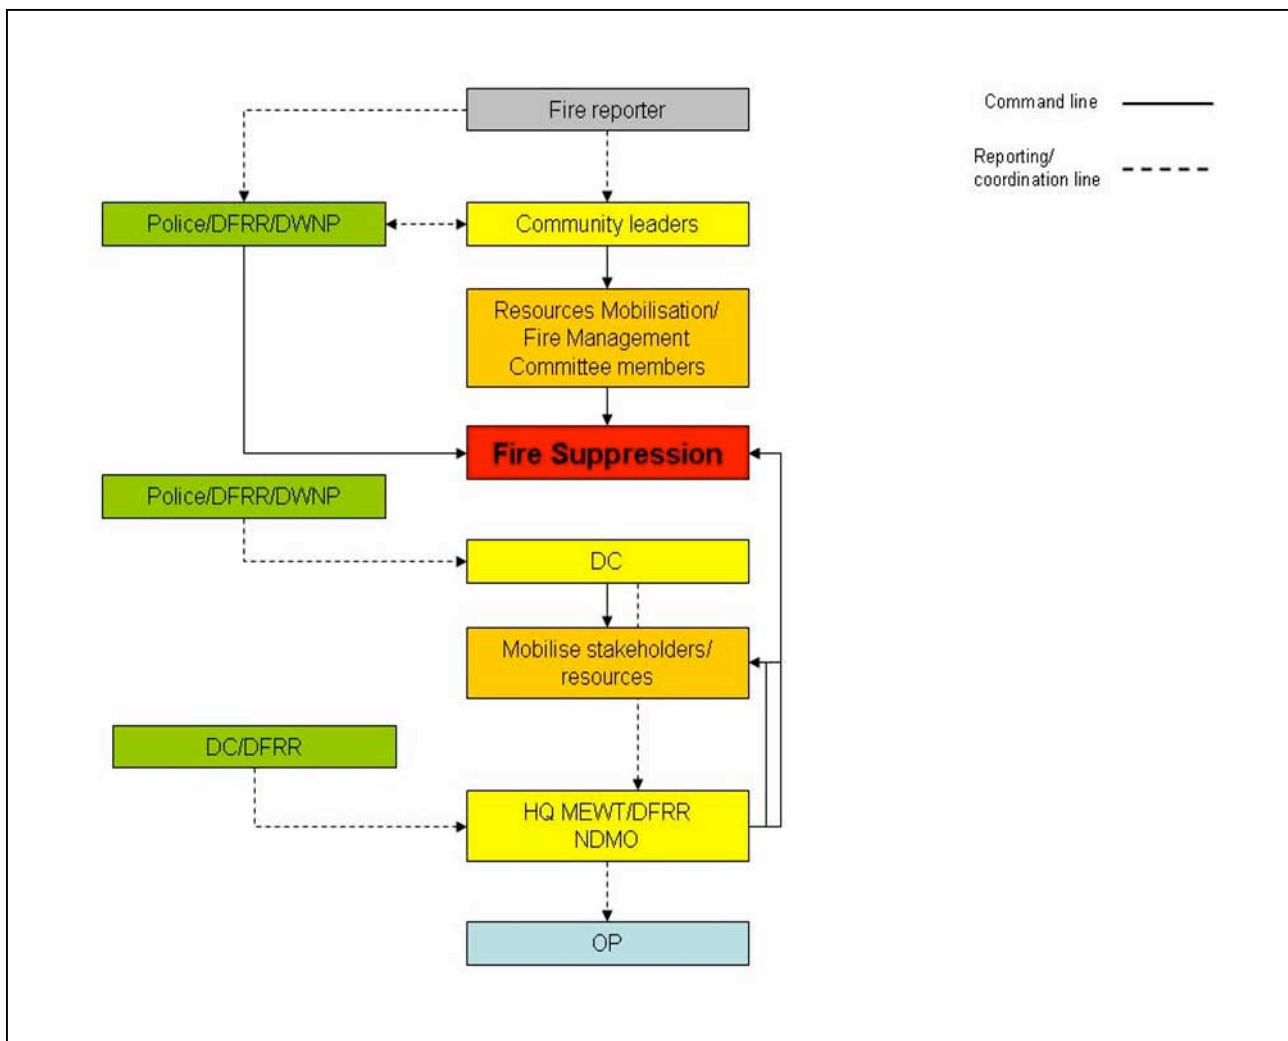 Fire reporter
Command line
Reporting/
coordination line
Police/DFRR/DWNP
Community leaders
Resources Mobilisation/
Fire Management
Committee members
Fire Suppression
Police/DFRR/DWNP
DC
Mobilise stakeholders/
resources
DC/DFRR
HQ MEWT/DFRR
NDMO
OP